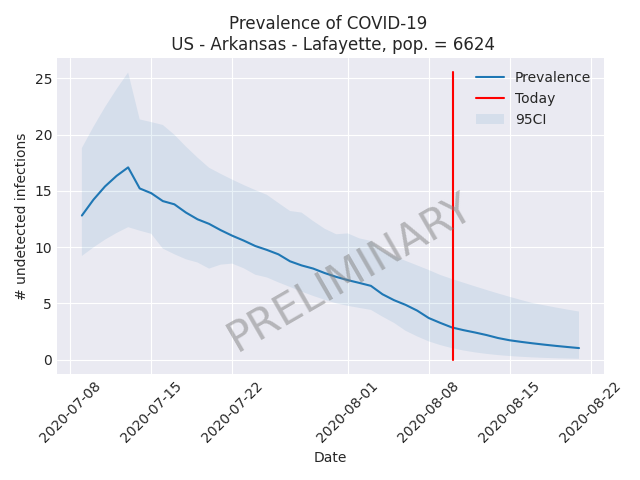 Prevalence of COVID-19
US - Arkansas - Lafayette, pop. = 6624
Prevalence
Today
95CI
25
20
15
10
5
0
# undetected infections
PRELIMINARY
2020-07-08
2020-07-15
2020-07-22
2020-08-01
2020-08-08
2020-08-15
2020-08-22
Date